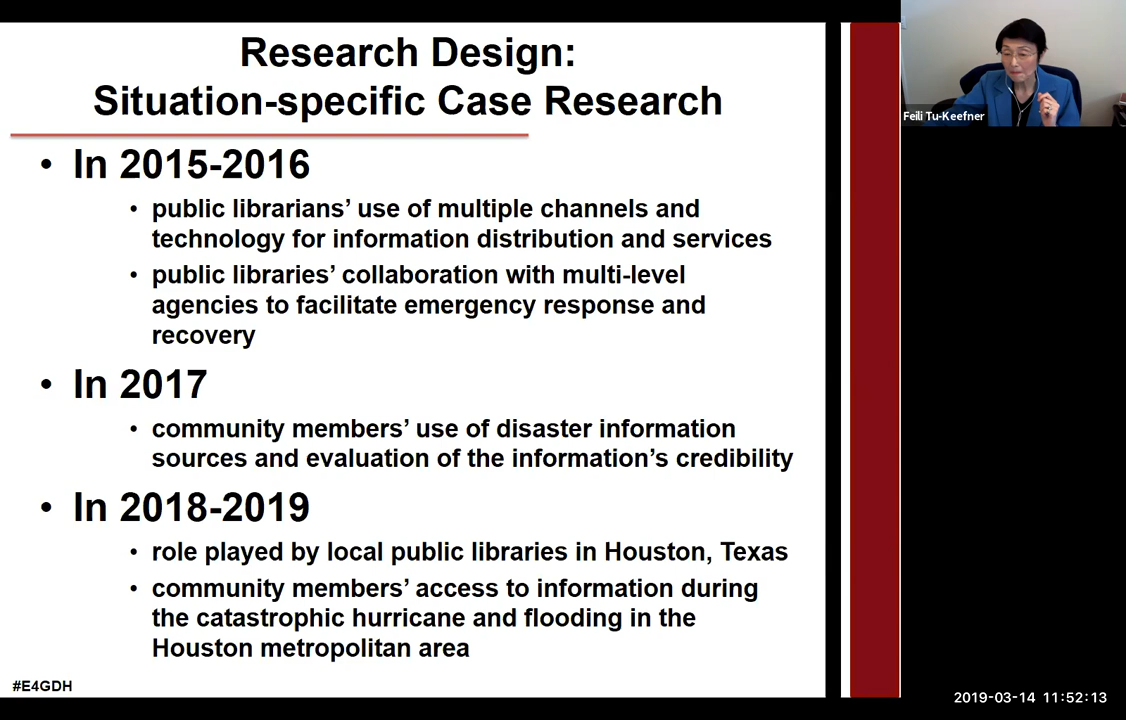 Research Design:
Situation-specific Case Research
• In 2015-2016
• public librarians’ use of multiple channels and
technology for information distribution and services
• public libraries’ collaboration with multi-level
agencies to facilitate emergency response and
recovery
• In 2017
• community members’ use of disaster information
sources and evaluation of the information’s credibility
• In 2018-2019
• role played by local public libraries in Houston, Texas
• community members’ access to information during
the catastrophic hurricane and flooding in the
Houston metropolitan area
#E4GDH
Feili Tu-Keefner
2019-03-14 11:52:13